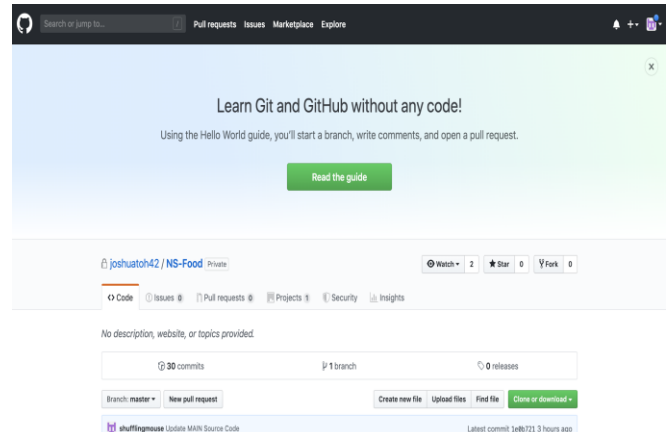 Search or jump to... / Pull requests Issues Marketplace Explore
x
Learn Git and GitHub without any code!
Using the Hello World guide, you'll start a branch, write comments, and open a pull request.
Read the guide
joshuatoh42 / NS-Food Private Watch 2 Star 0 Fork 0
Code Issues 0 Pull requests 0 Projects 1 Security Insights
No description, website, or topics provided.
30 commits 1 branch 0 releases
Branch: master New pull request Create new file Upload files Find file Clone or download
shufflingmouse Update MAIN Source Code Latest commit 1e0b721 3 hours ago